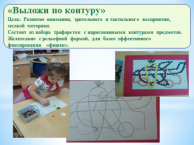 «Выложи по контуру»
Цель: Развитие внимания, зрительного и тактильного восприятия,
мелкой моторики.
Состоит из набора трафаретов с нарисованными контурами предметов.
Желательно с рельефной формой, для более эффективного
фиксирования «фишек».